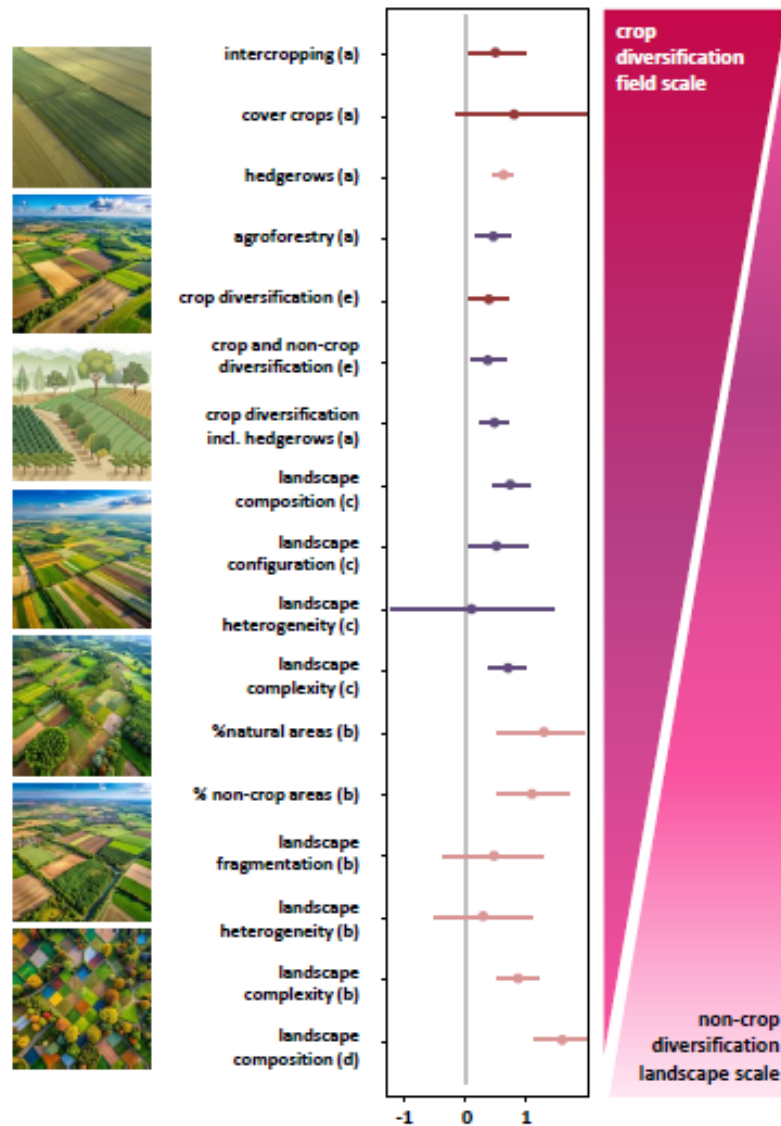 intercropping (a)
cover crops (a)
hedgerows (a)
agroforestry (a)
crop diversification (e)
crop and non-crop
diversification (e)
crop diversification
incl. hedgerows (a)
landscape
composition (c)
landscape
configuration (c)
landscape
heterogeneity (c)
landscape
complexity (c)
%natural areas (b)
% non-crop areas (b)
landscape
fragmentation (b)
landscape
heterogeneity (b)
landscape
complexity (b)
landscape
composition (d)
-1 0 1
crop
diversification
field scale
non-crop
diversification
landscape scale